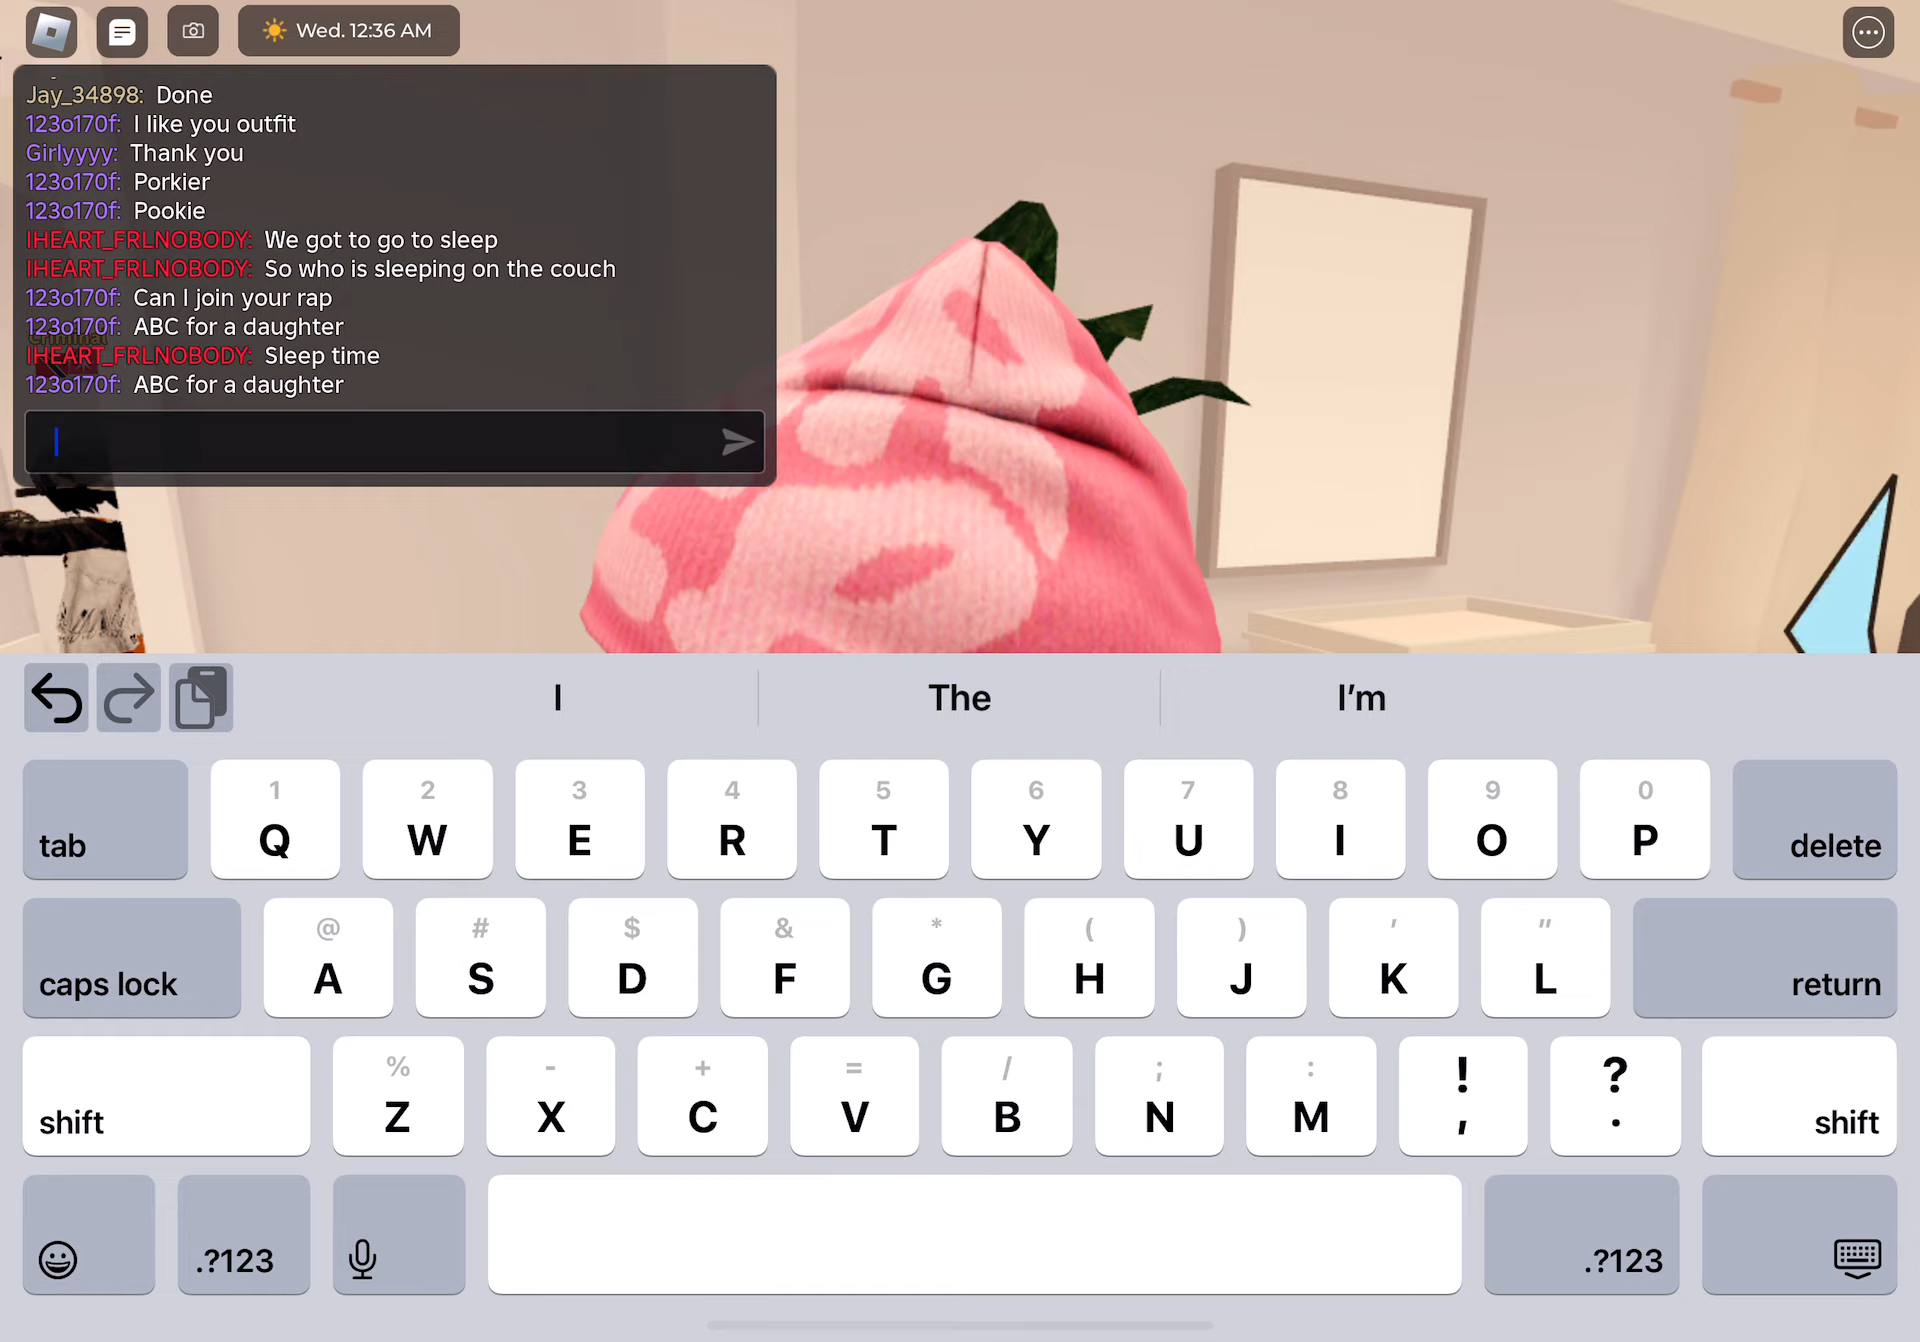 Wed. 12:36 AM
Jay_34898: Done
123o170f: I like you outfit
Girlyyyy: Thank you
123o170f: Porkier
123o170f: Pookie
IHEART_FRLNOBODY: We got to go to sleep
IHEART_FRLNOBODY: So who is sleeping on the couch
123o170f: Can I join your rap
123o170f: ABC for a daughter
Criminal
IHEART_FRLNOBODY: Sleep time
123o170f: ABC for a daughter
I The I'm
1 2 3 4 5 6 7 8 9 0
tab Q W E R T Y U I O P delete
@ # $ & * ( ) ' "
caps lock A S D F G H J K L return
% - + = / ; : ! ?
shift Z X C V B N M , . shift
.?123 .?123